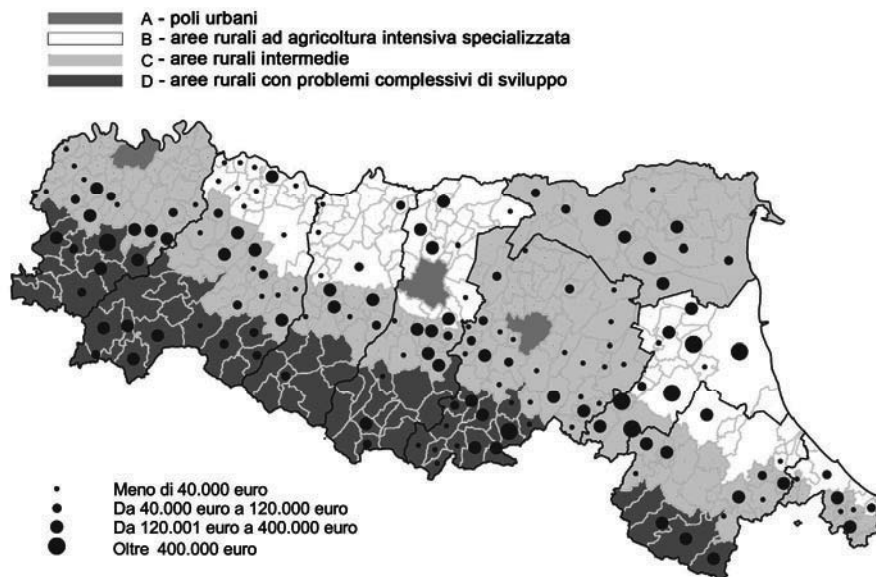 A - poli urbani
B - aree rurali ad agricoltura intensiva specializzata
C - aree rurali intermedie
D - aree rurali con problemi complessivi di sviluppo
Meno di 40.000 euro
Da 40.000 euro a 120.000 euro
Da 120.001 euro a 400.000 euro
Oltre 400.000 euro